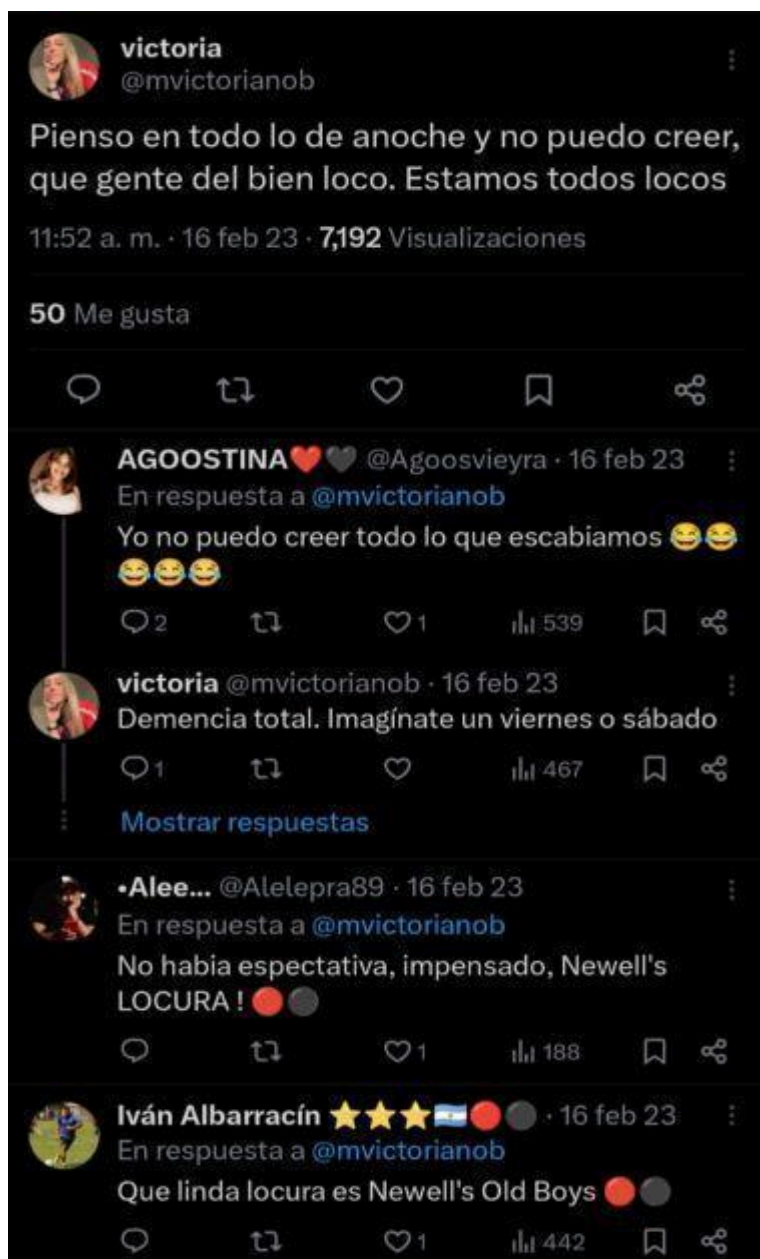 victoria
@mvictorianob
Pienso en todo lo de anoche y no puedo creer,
que gente del bien loco. Estamos todos locos
11:52 a. m. · 16 feb 23 · 7,192 Visualizaciones
50 Me gusta
AGOOSTINA❤️🖤 @Agoosvieyra · 16 feb 23
En respuesta a @mvictorianob
Yo no puedo creer todo lo que escabiamos 😂😂
😂😂😂
2 1 539
victoria @mvictorianob · 16 feb 23
Demencia total. Imagínate un viernes o sábado
1 467
Mostrar respuestas
•Alee... @Alelepra89 · 16 feb 23
En respuesta a @mvictorianob
No habia espectativa, impensado, Newell's
LOCURA ! 🔴⚫
1 188
Iván Albarracín ⭐⭐⭐🇦🇷🔴⚫ · 16 feb 23
En respuesta a @mvictorianob
Que linda locura es Newell's Old Boys 🔴⚫
1 442